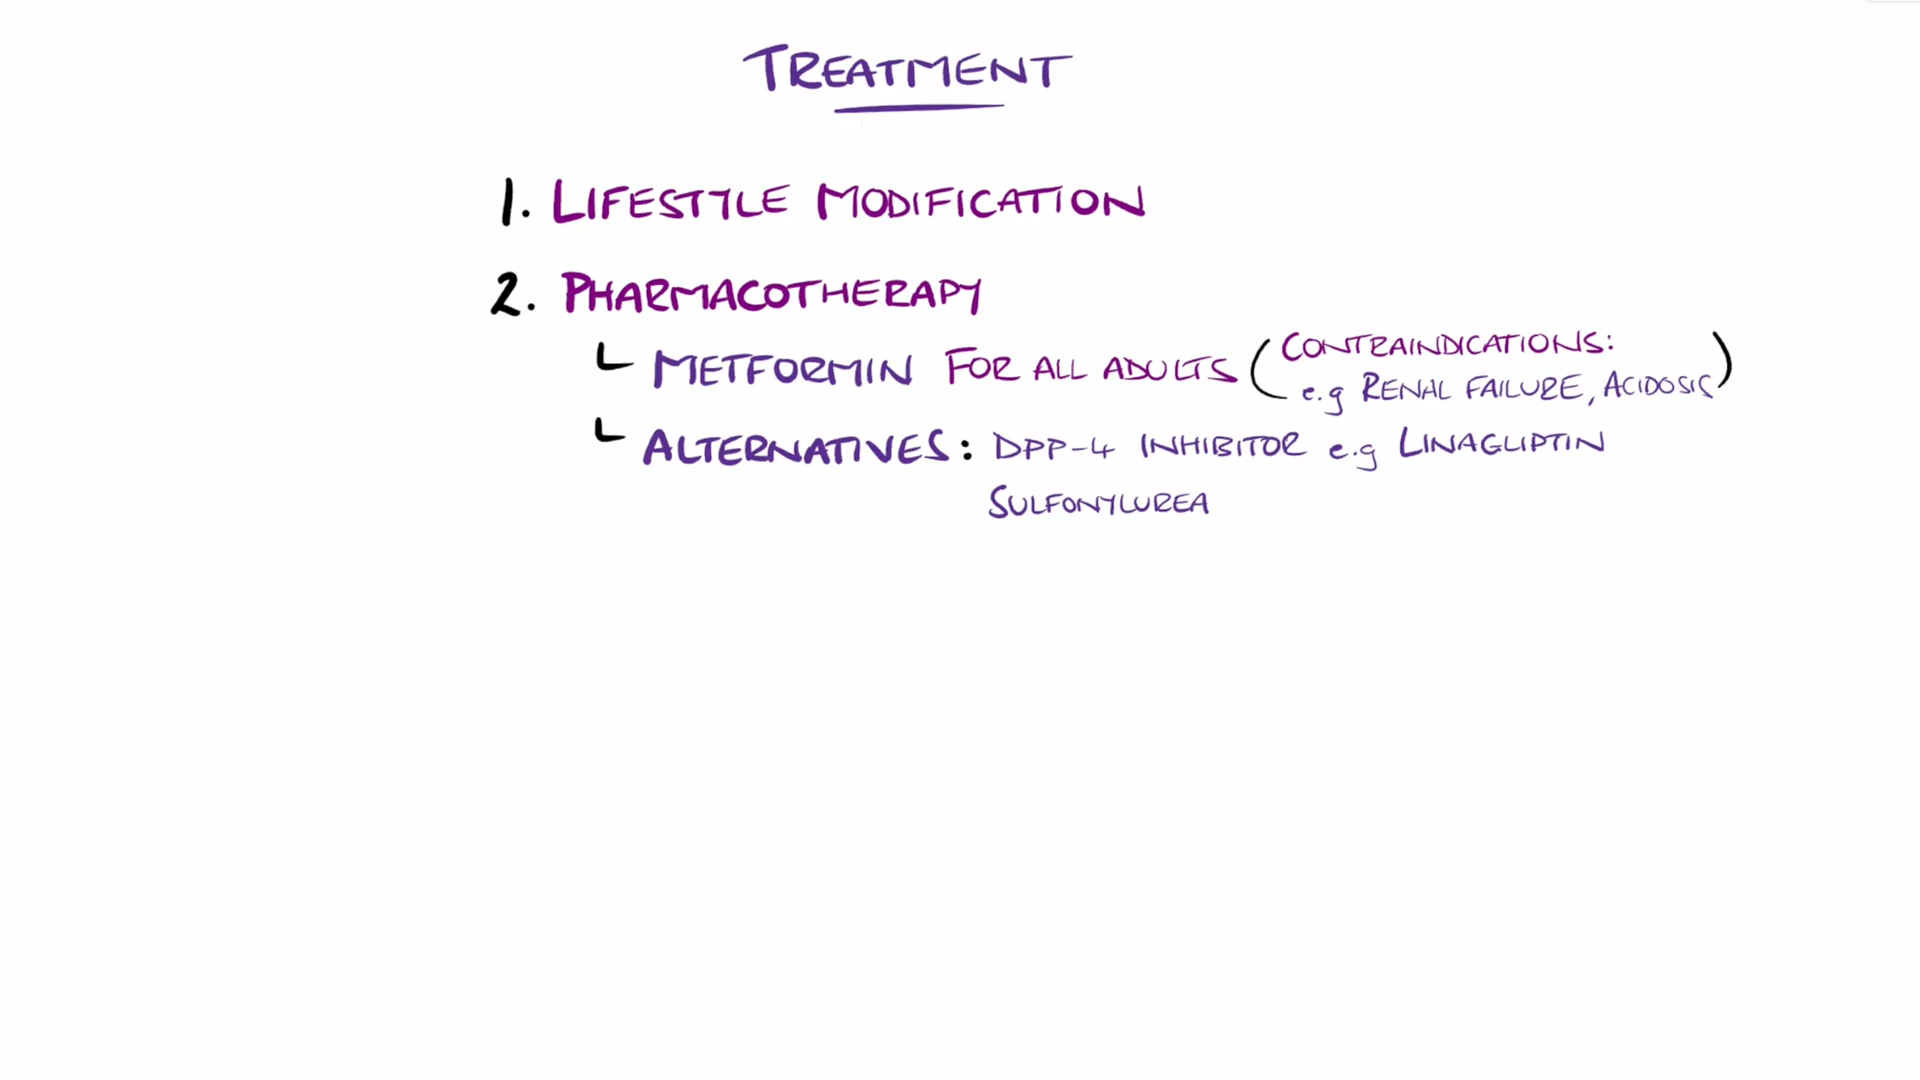 TREATMENT
1. LIFESTYLE MODIFICATION
2. PHARMACOTHERAPY
METFORMIN FOR ALL ADULTS (CONTRAINDICATIONS:
e.g RENAL FAILURE, ACIDOSIS)
ALTERNATIVES: DPP-4 INHIBITOR e.g LINAGLIPTIN
SULFONYLUREA